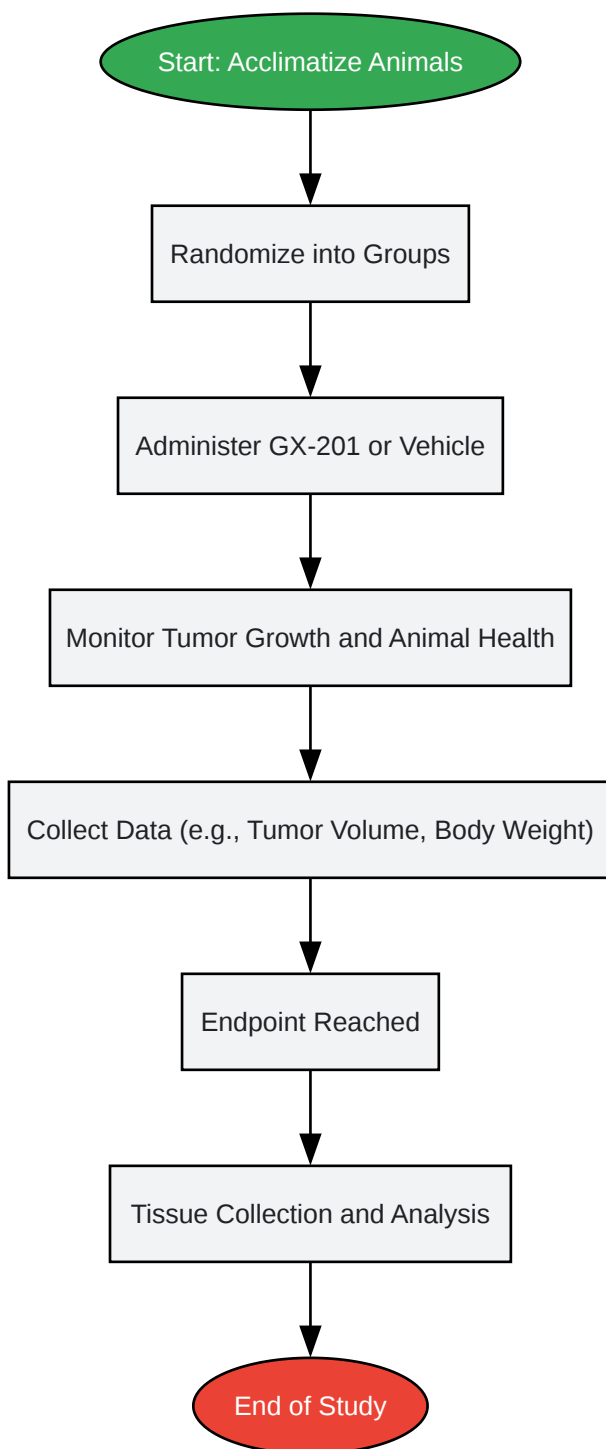 Start: Acclimatize Animals
Randomize into Groups
Administer GX-201 or Vehicle
Monitor Tumor Growth and Animal Health
Collect Data (e.g., Tumor Volume, Body Weight)
Endpoint Reached
Tissue Collection and Analysis
End of Study